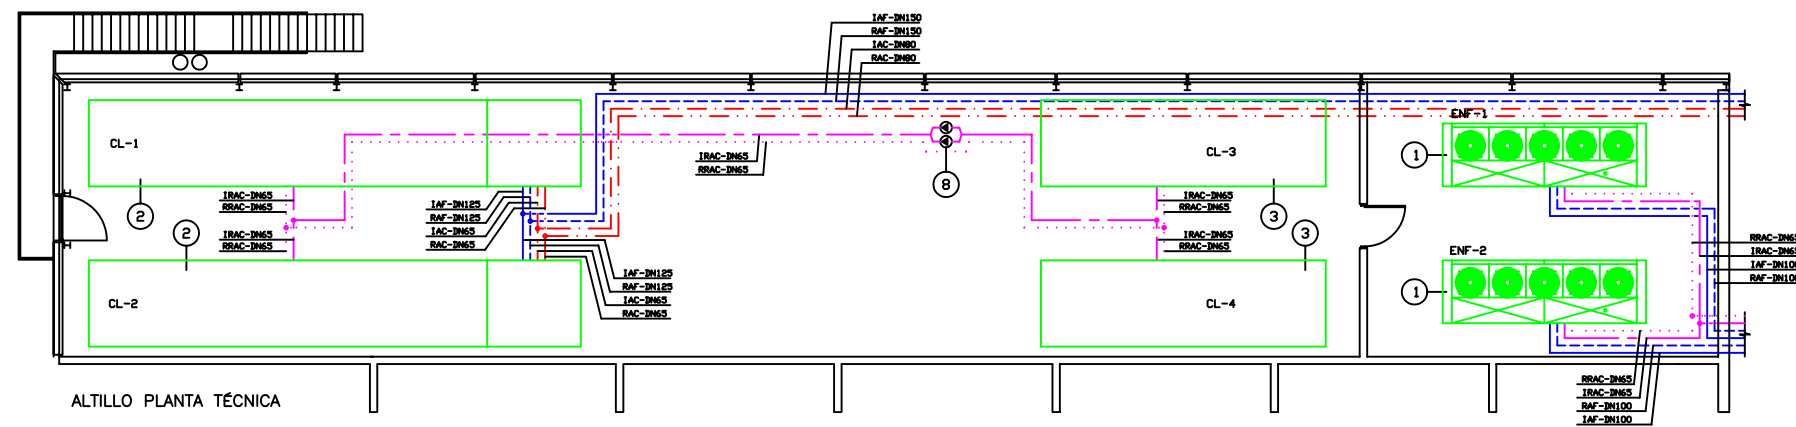 IAF-DN150
RAF-DN150
IAC-DN80
RAC-DN80
ENF-1
CL-1
CL-3
1
IRAC-DN65
RRAC-DN65
8
2
IRAC-DN65
RRAC-DN65
IAF-DN125
RAF-DN125
IAC-DN65
RAC-DN65
IRAC-DN65
RRAC-DN65
3
2
3
IRAC-DN65
RRAC-DN65
IRAC-DN65
RRAC-DN65
ENF-2
RRAC-DN65
IRAC-DN65
IAF-DN100
RAF-DN100
IAF-DN125
RAF-DN125
IAC-DN65
RAC-DN65
CL-2
CL-4
1
RRAC-DN65
IRAC-DN65
RAF-DN100
IAF-DN100
ALTILLO PLANTA TÉCNICA